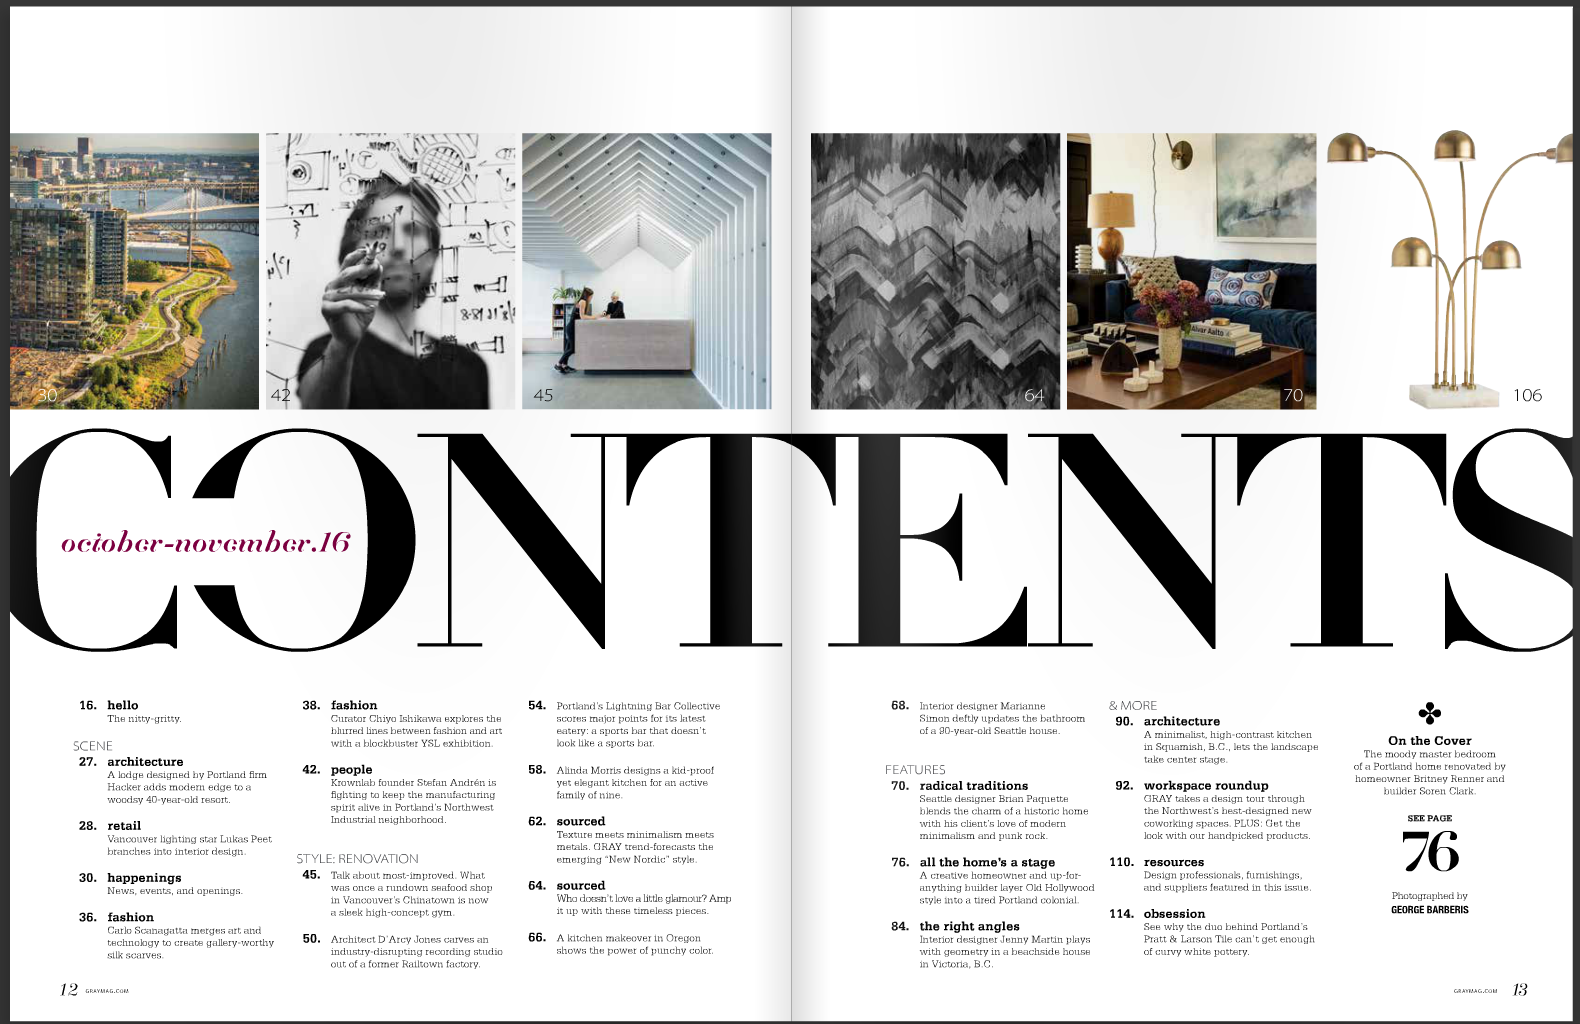 30
42
45
64
Alvar Aalto
70
106
CONTENTS
october-november.16
16. hello
The nitty-gritty.
SCENE
27. architecture
A lodge designed by Portland firm
Hacker adds modern edge to a
woodsy 40-year-old resort.
28. retail
Vancouver lighting star Lukas Peet
branches into interior design.
30. happenings
News, events, and openings.
36. fashion
Carlo Scanagatta merges art and
technology to create gallery-worthy
silk scarves.
38. fashion
Curator Chiyo Ishikawa explores the
blurred lines between fashion and art
with a blockbuster YSL exhibition.
42. people
Krownlab founder Stefan Andrén is
fighting to keep the manufacturing
spirit alive in Portland's Northwest
Industrial neighborhood.
STYLE: RENOVATION
45. Talk about most-improved. What
was once a rundown seafood shop
in Vancouver's Chinatown is now
a sleek high-concept gym.
50. Architect D'Arcy Jones carves an
industry-disrupting recording studio
out of a former Railtown factory.
54. Portland's Lightning Bar Collective
scores major points for its latest
eatery: a sports bar that doesn't
look like a sports bar.
58. Alinda Morris designs a kid-proof
yet elegant kitchen for an active
family of nine.
62. sourced
Texture meets minimalism meets
metals. GRAY trend-forecasts the
emerging "New Nordic" style.
64. sourced
Who doesn't love a little glamour? Amp
it up with these timeless pieces.
66. A kitchen makeover in Oregon
shows the power of punchy color.
12 GRAYMAG.COM
68. Interior designer Marianne
Simon deftly updates the bathroom
of a 90-year-old Seattle house.
FEATURES
70. radical traditions
Seattle designer Brian Paquette
blends the charm of a historic home
with his client's love of modern
minimalism and punk rock.
76. all the home's a stage
A creative homeowner and up-for-
anything builder layer Old Hollywood
style into a tired Portland colonial.
84. the right angles
Interior designer Jenny Martin plays
with geometry in a beachside house
in Victoria, B.C.
& MORE
90. architecture
A minimalist, high-contrast kitchen
in Squamish, B.C., lets the landscape
take center stage.
92. workspace roundup
GRAY takes a design tour through
the Northwest's best-designed new
coworking spaces. PLUS: Get the
look with our handpicked products.
110. resources
Design professionals, furnishings,
and suppliers featured in this issue.
114. obsession
See why the duo behind Portland's
Pratt & Larson Tile can't get enough
of curvy white pottery.
On the Cover
The moody master bedroom
of a Portland home renovated by
homeowner Britney Renner and
builder Soren Clark.
SEE PAGE
76
Photographed by
GEORGE BARBERIS
GRAYMAG.COM 13